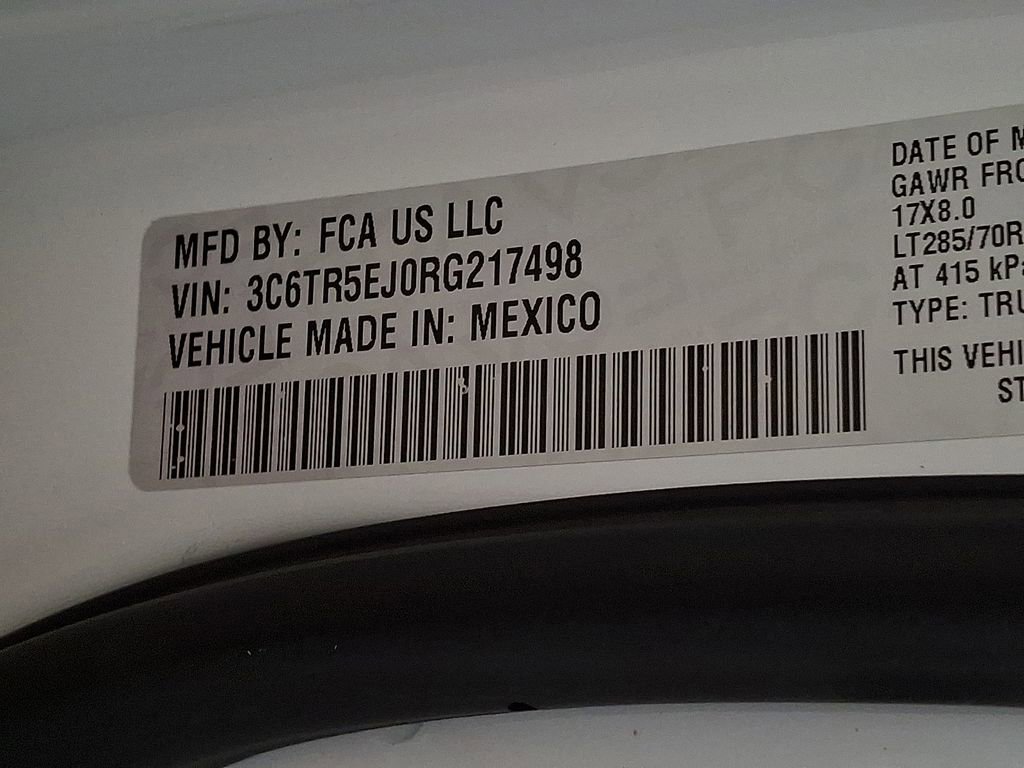 MFD BY: FCA US LLC
VIN: 3C6TR5EJ0RG217498
VEHICLE MADE IN: MEXICO
DATE OF M
GAWR FRO
17X8.0
LT285/70R
AT 415 kPa
TYPE: TRU
THIS VEHI
ST